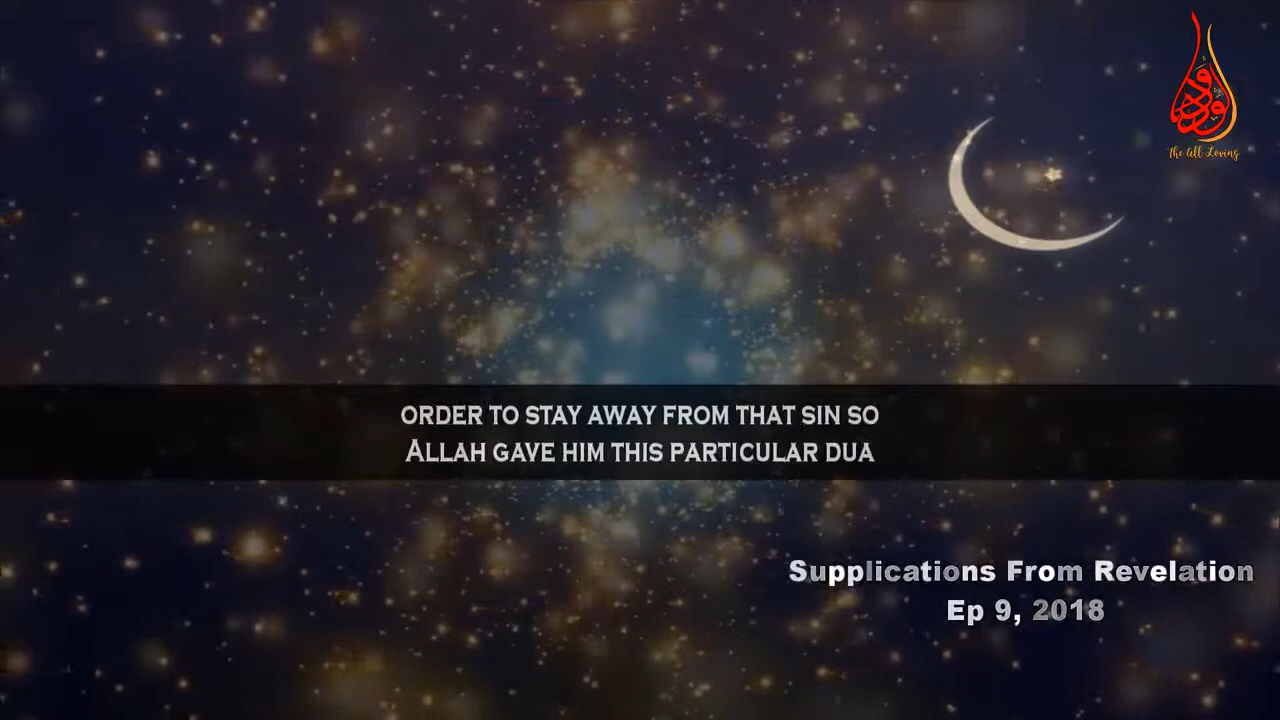 الودود
The All Loving
ORDER TO STAY AWAY FROM THAT SIN SO
ALLAH GAVE HIM THIS PARTICULAR DUA
Supplications From Revelation
Ep 9, 2018